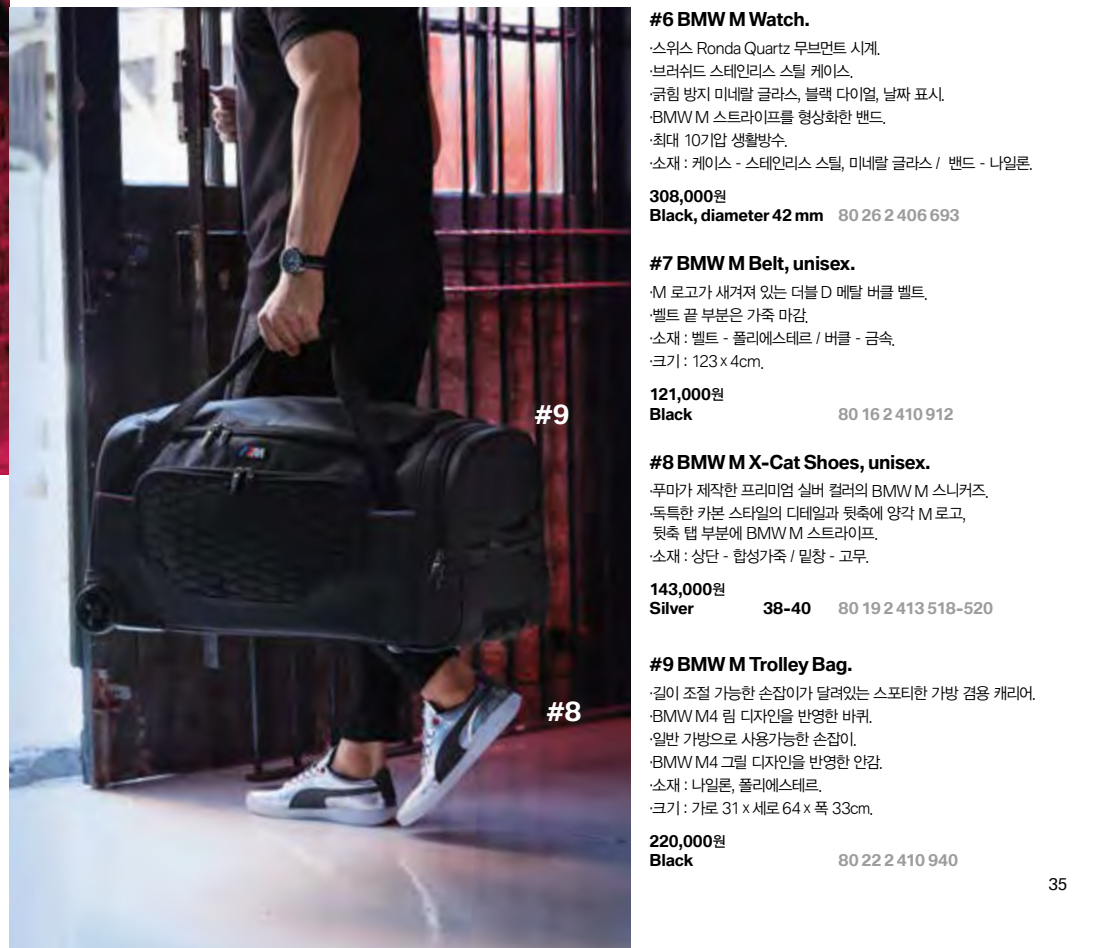 #9
#8
#6 BMW M Watch.
·스위스 Ronda Quartz 무브먼트 시계.
·브러쉬드 스테인리스 스틸 케이스.
·긁힘 방지 미네랄 글라스, 블랙 다이얼, 날짜 표시.
·BMW M 스트라이프를 형상화한 밴드.
·최대 10기압 생활방수.
·소재 : 케이스 - 스테인리스 스틸, 미네랄 글라스 / 밴드 - 나일론.
308,000원
Black, diameter 42 mm 80 26 2 406 693
#7 BMW M Belt, unisex.
·M 로고가 새겨져 있는 더블 D 메탈 버클 벨트.
·벨트 끝 부분은 가죽 마감.
·소재 : 벨트 - 폴리에스테르 / 버클 - 금속.
·크기 : 123 x 4cm.
121,000원
Black 80 16 2 410 912
#8 BMW M X-Cat Shoes, unisex.
·푸마가 제작한 프리미엄 실버 컬러의 BMW M 스니커즈.
·독특한 카본 스타일의 디테일과 뒷축에 양각 M 로고,
뒷축 탭 부분에 BMW M 스트라이프.
·소재 : 상단 - 합성가죽 / 밑창 - 고무.
143,000원
Silver 38-40 80 19 2 413 518-520
#9 BMW M Trolley Bag.
·길이 조절 가능한 손잡이가 달려있는 스포티한 가방 겸용 캐리어.
·BMW M4 림 디자인을 반영한 바퀴.
·일반 가방으로 사용가능한 손잡이.
·BMW M4 그릴 디자인을 반영한 안감.
·소재 : 나일론, 폴리에스테르.
·크기 : 가로 31 x 세로 64 x 폭 33cm.
220,000원
Black 80 22 2 410 940
35
M